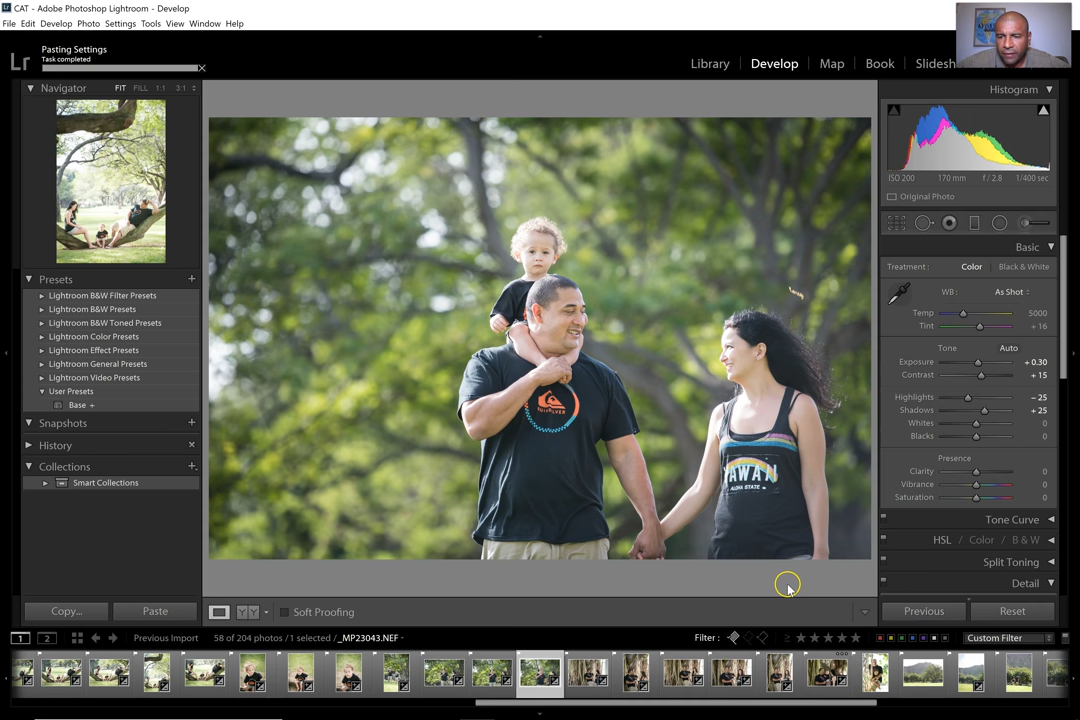 CAT - Adobe Photoshop Lightroom - Develop
File Edit Develop Photo Settings Tools View Window Help
Lr
Pasting Settings
Task completed
Library | Develop | Map | Book | Slidesh
Navigator FIT FILL 1:1 3:1
Presets +
Lightroom B&W Filter Presets
Lightroom B&W Presets
Lightroom B&W Toned Presets
Lightroom Color Presets
Lightroom Effect Presets
Lightroom General Presets
Lightroom Video Presets
User Presets
Base +
Snapshots +
History ×
Collections +
Smart Collections
Copy... Paste
QUIKSILVER
HAWAII
ALOHA STATE
Histogram
ISO 200 170 mm f / 2.8 1/400 sec
Original Photo
Basic
Treatment : Color | Black & White
WB : As Shot
Temp 5000
Tint + 16
Tone Auto
Exposure + 0.30
Contrast + 15
Highlights − 25
Shadows + 25
Whites 0
Blacks 0
Presence
Clarity 0
Vibrance 0
Saturation 0
Tone Curve
HSL / Color / B & W
Split Toning
Detail
Previous Reset
Y Y Soft Proofing
1 2 Previous Import 58 of 204 photos / 1 selected / _MP23043.NEF Filter : ≥ Custom Filter